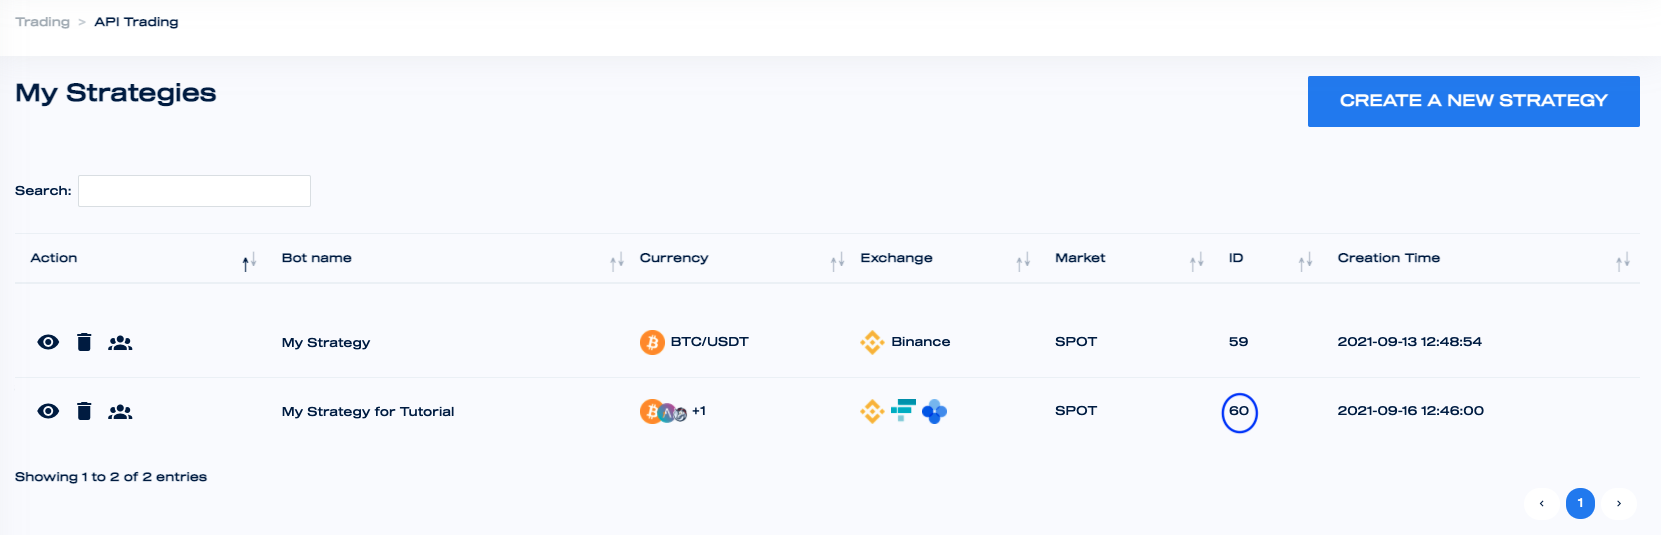 Trading > API Trading
My Strategies
CREATE A NEW STRATEGY
Search:
Action Bot name Currency Exchange Market ID Creation Time
My Strategy BTC/USDT Binance SPOT 59 2021-09-13 12:48:54
My Strategy for Tutorial +1 SPOT 60 2021-09-16 12:46:00
Showing 1 to 2 of 2 entries
‹ 1 ›